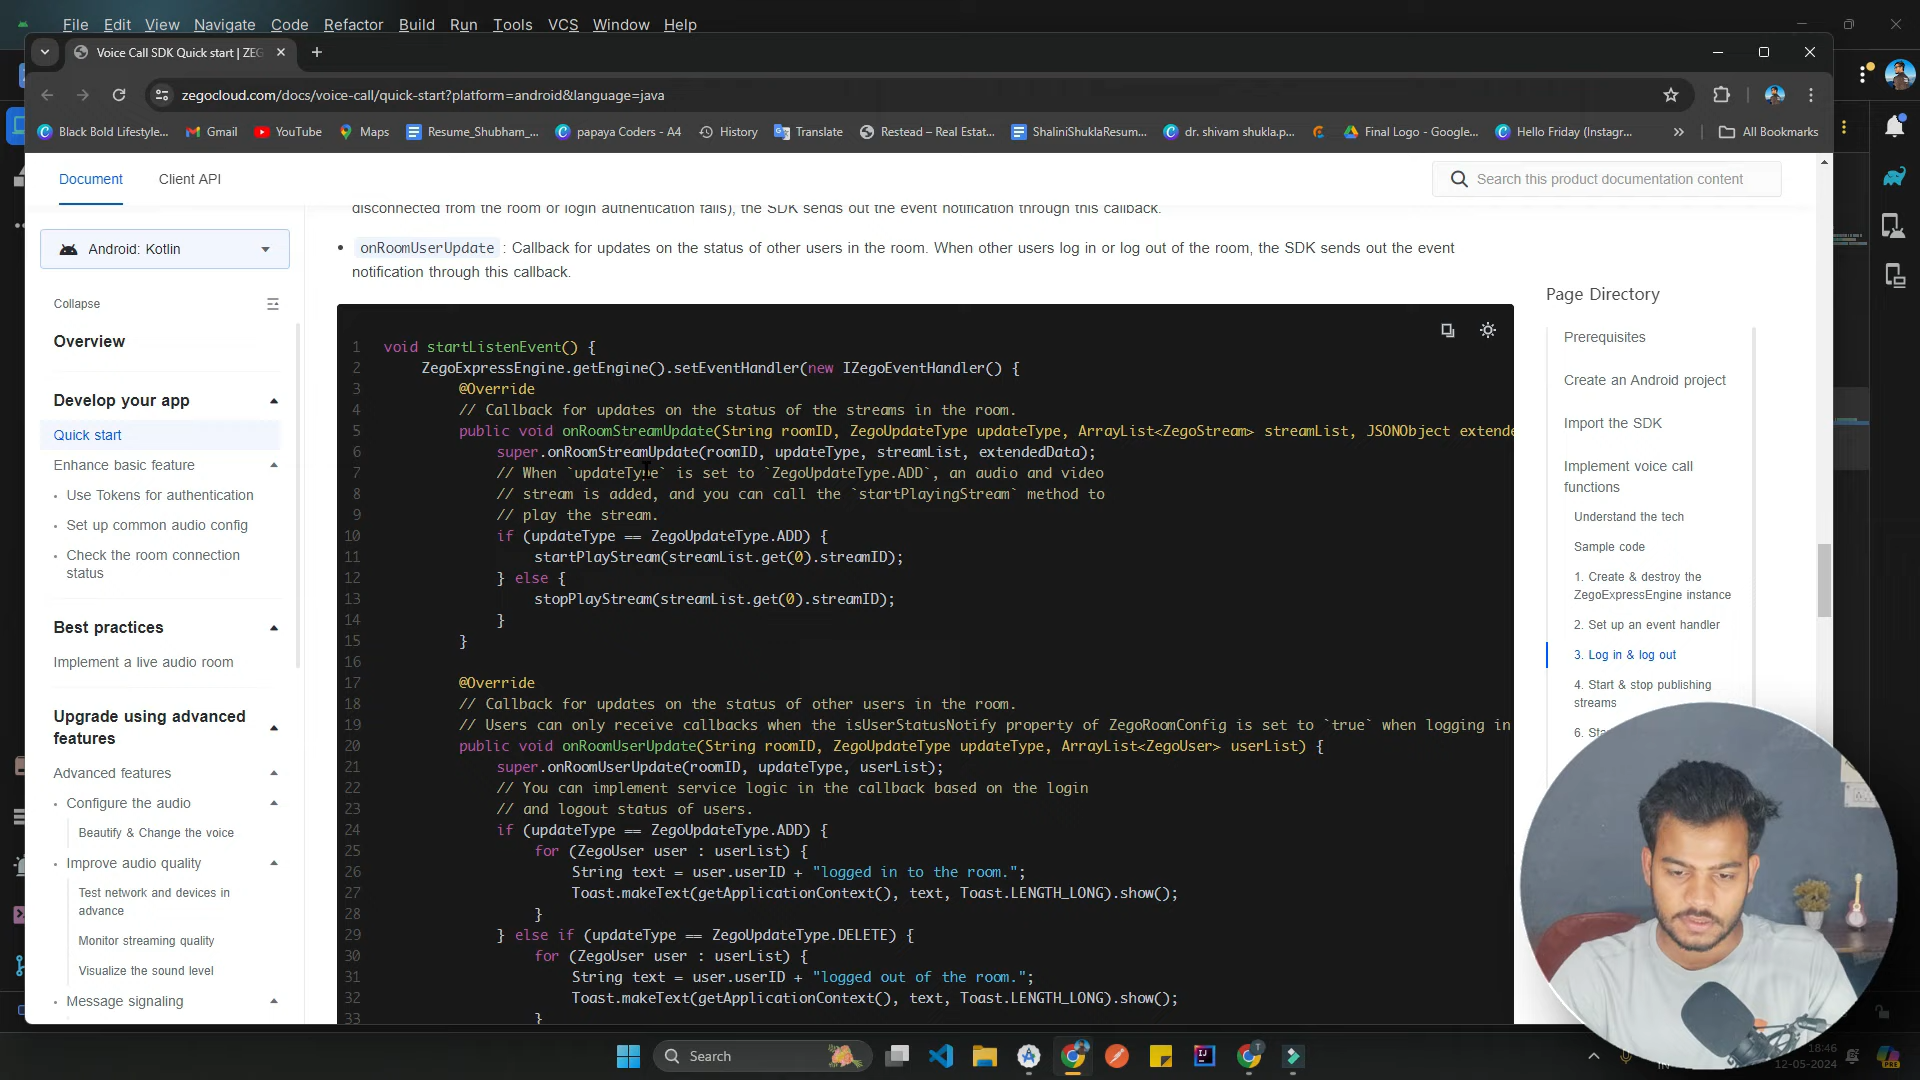 File Edit View Navigate Code Refactor Build Run Tools VCS Window Help
Voice Call SDK Quick start | ZEG
zegocloud.com/docs/voice-call/quick-start?platform=android&language=java
Black Bold Lifestyle... Gmail YouTube Maps Resume_Shubham_... papaya Coders - A4 History Translate Restead – Real Estat... ShaliniShuklaResum... dr. shivam shukla.p... Final Logo - Google... Hello Friday (Instagr... » All Bookmarks
Document Client API
Search this product documentation content
Android: Kotlin
Collapse
Overview
Develop your app
Quick start
Enhance basic feature
Use Tokens for authentication
Set up common audio config
Check the room connection
status
Best practices
Implement a live audio room
Upgrade using advanced
features
Advanced features
Configure the audio
Beautify & Change the voice
Improve audio quality
Test network and devices in
advance
Monitor streaming quality
Visualize the sound level
Message signaling
disconnected from the room or login authentication fails), the SDK sends out the event notification through this callback.
• onRoomUserUpdate : Callback for updates on the status of other users in the room. When other users log in or log out of the room, the SDK sends out the event
notification through this callback.
1 void startListenEvent() {
2 ZegoExpressEngine.getEngine().setEventHandler(new IZegoEventHandler() {
3 @Override
4 // Callback for updates on the status of the streams in the room.
5 public void onRoomStreamUpdate(String roomID, ZegoUpdateType updateType, ArrayList<ZegoStream> streamList, JSONObject extende
6 super.onRoomStreamUpdate(roomID, updateType, streamList, extendedData);
7 // When `updateType` is set to `ZegoUpdateType.ADD`, an audio and video
8 // stream is added, and you can call the `startPlayingStream` method to
9 // play the stream.
10 if (updateType == ZegoUpdateType.ADD) {
11 startPlayStream(streamList.get(0).streamID);
12 } else {
13 stopPlayStream(streamList.get(0).streamID);
14 }
15 }
16
17 @Override
18 // Callback for updates on the status of other users in the room.
19 // Users can only receive callbacks when the isUserStatusNotify property of ZegoRoomConfig is set to `true` when logging in
20 public void onRoomUserUpdate(String roomID, ZegoUpdateType updateType, ArrayList<ZegoUser> userList) {
21 super.onRoomUserUpdate(roomID, updateType, userList);
22 // You can implement service logic in the callback based on the login
23 // and logout status of users.
24 if (updateType == ZegoUpdateType.ADD) {
25 for (ZegoUser user : userList) {
26 String text = user.userID + "logged in to the room.";
27 Toast.makeText(getApplicationContext(), text, Toast.LENGTH_LONG).show();
28 }
29 } else if (updateType == ZegoUpdateType.DELETE) {
30 for (ZegoUser user : userList) {
31 String text = user.userID + "logged out of the room.";
32 Toast.makeText(getApplicationContext(), text, Toast.LENGTH_LONG).show();
33 }
Page Directory
Prerequisites
Create an Android project
Import the SDK
Implement voice call
functions
Understand the tech
Sample code
1. Create & destroy the
ZegoExpressEngine instance
2. Set up an event handler
3. Log in & log out
4. Start & stop publishing
streams
Search
18:46
12-05-2024